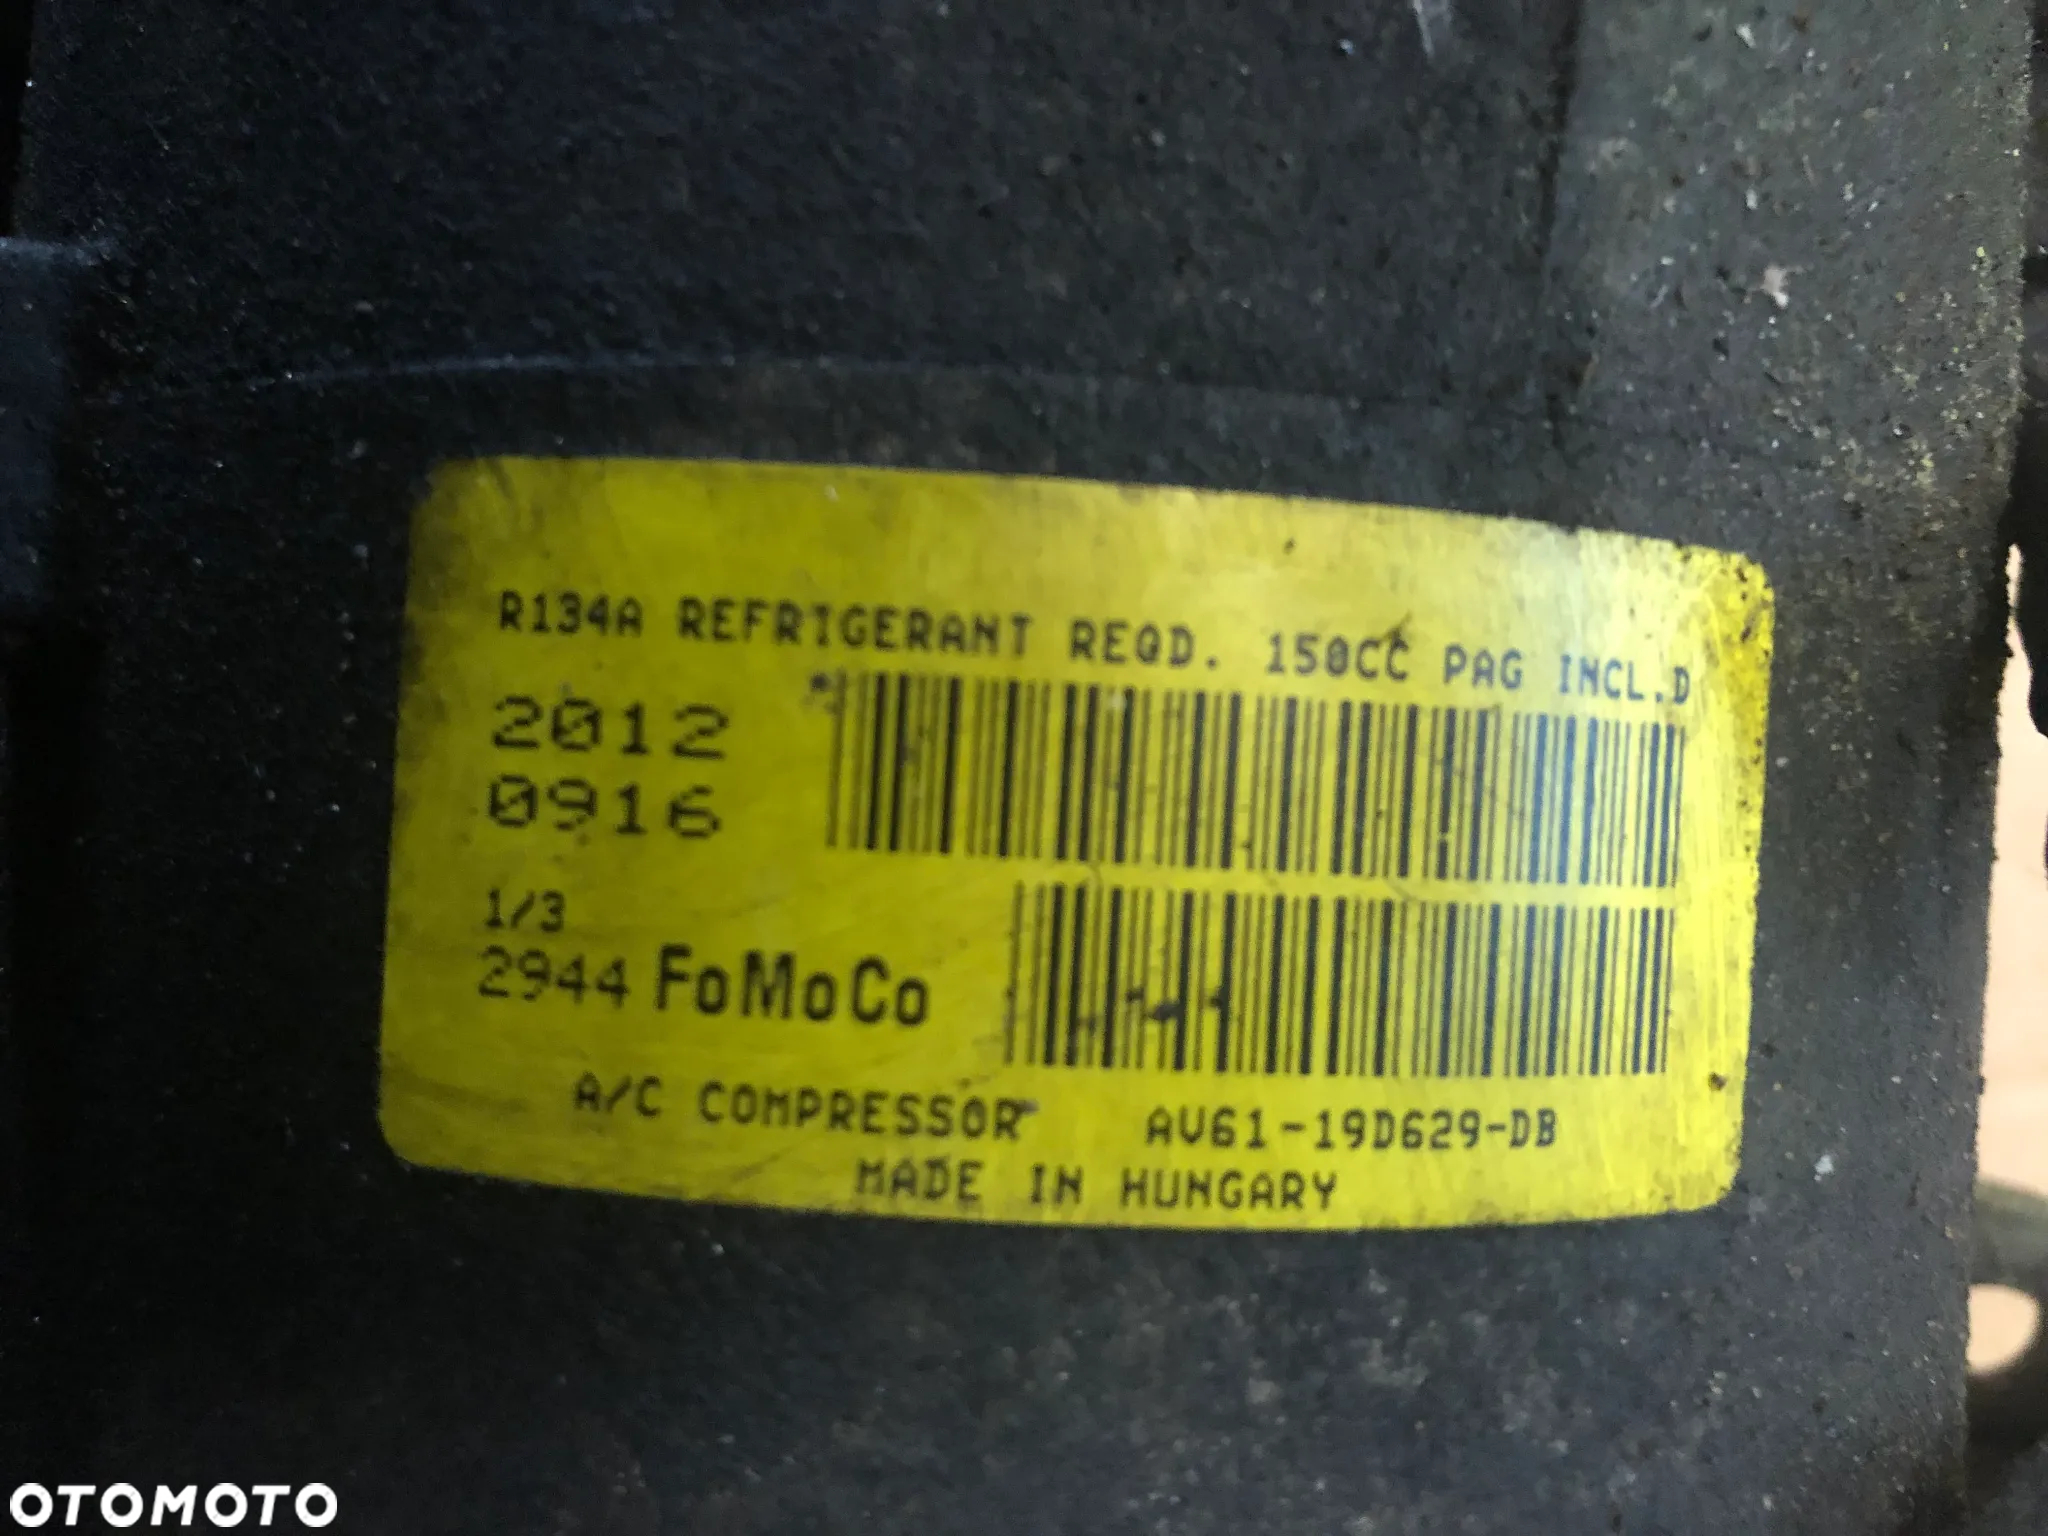 R134A REFRIGERANT REQD. 150CC PAG INCL.D
2012
0916
1/3
2944 FoMoCo
A/C COMPRESSOR AV61-19D629-DB
MADE IN HUNGARY
OTOMOTO